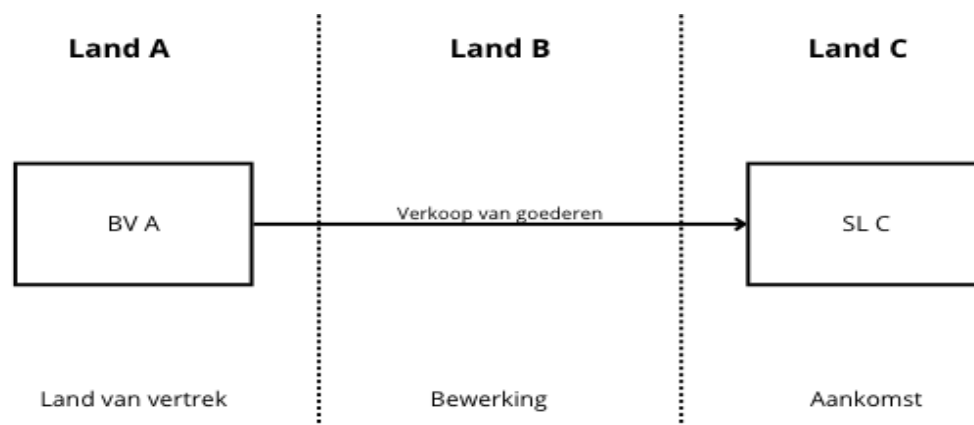 Land A
Land B
Land C
BV A
Verkoop van goederen
SL C
Land van vertrek
Bewerking
Aankomst